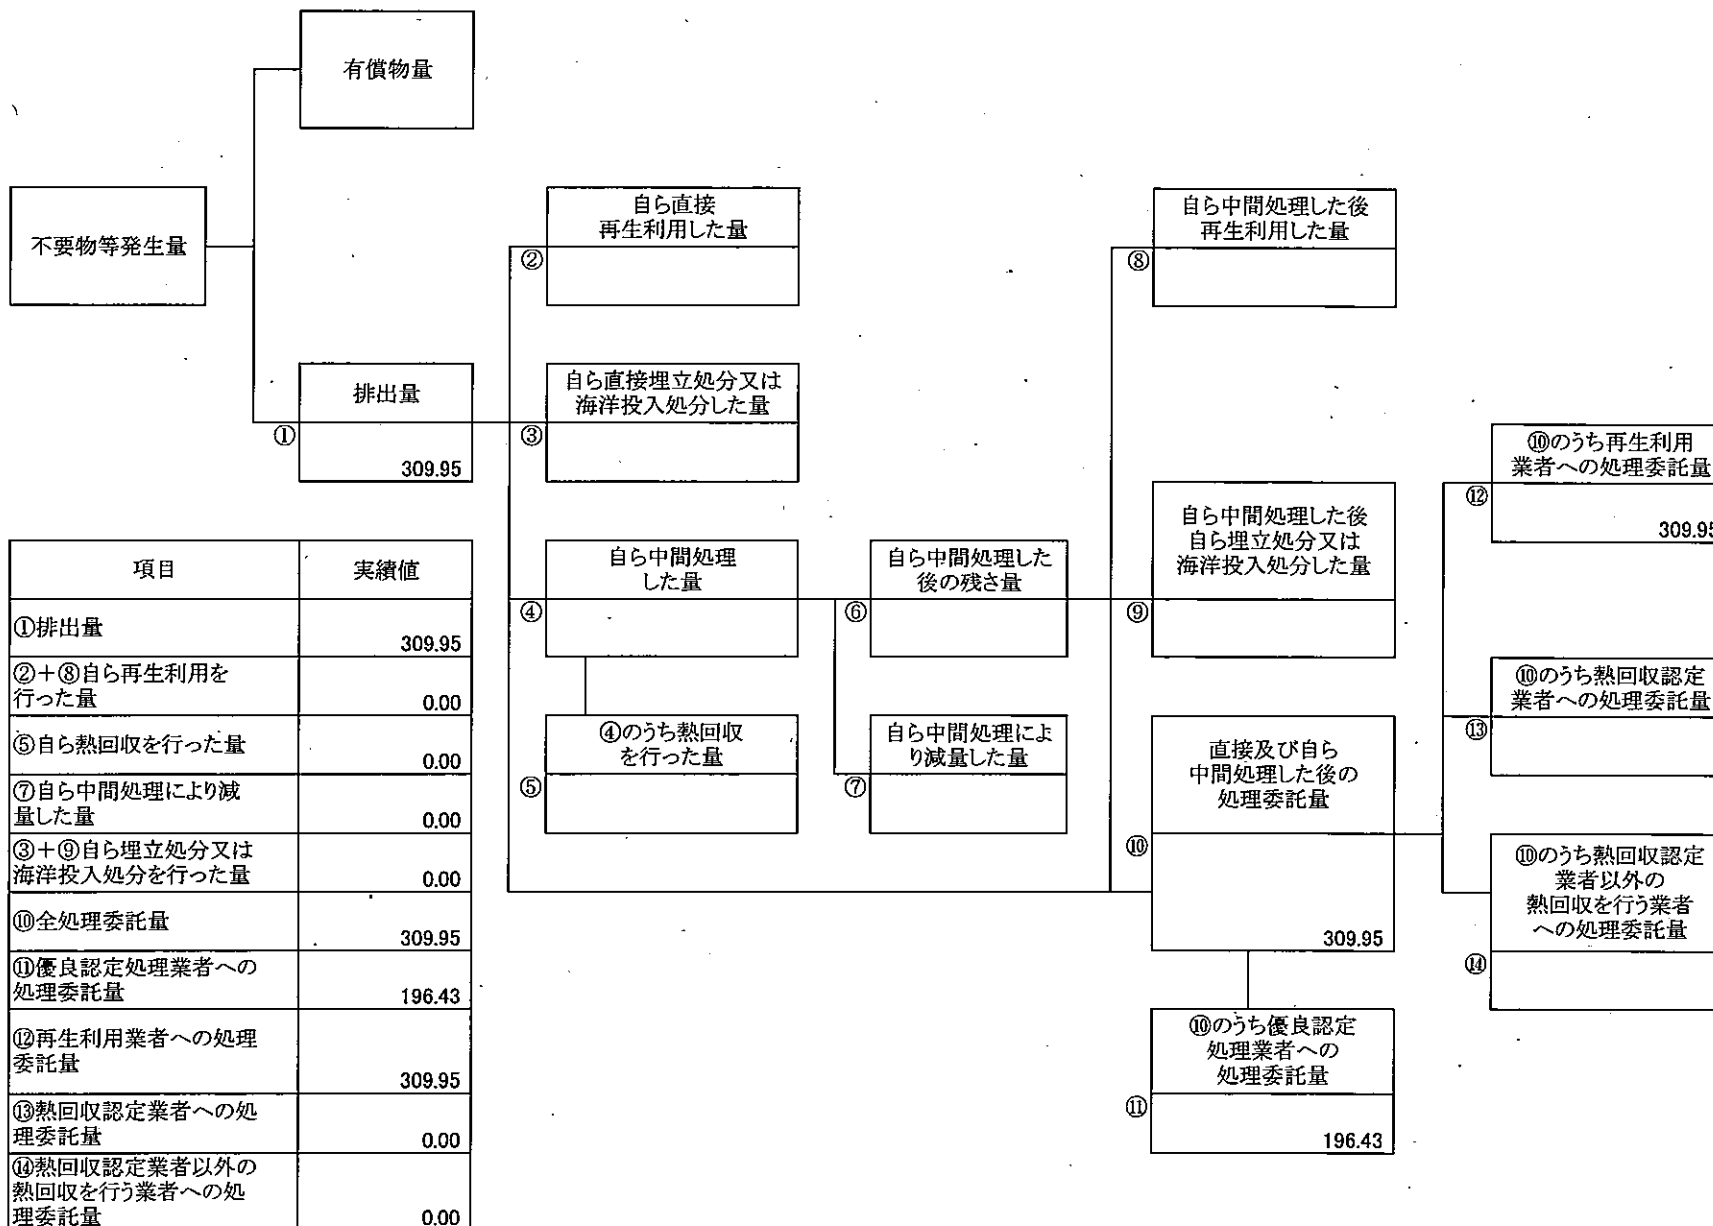 有償物量
不要物等発生量
排出量
①
309.95
自ら直接
再生利用した量
②
自ら直接埋立処分又は
海洋投入処分した量
③
自ら中間処理
した量
④
④のうち熱回収
を行った量
⑤
自ら中間処理した
後の残さ量
⑥
自ら中間処理によ
り減量した量
⑦
自ら中間処理した後
再生利用した量
⑧
自ら中間処理した後
自ら埋立処分又は
海洋投入処分した量
⑨
直接及び自ら
中間処理した後の
処理委託量
⑩
309.95
⑩のうち優良認定
処理業者への
処理委託量
⑪
196.43
⑩のうち再生利用
業者への処理委託量
⑫
309.95
⑩のうち熱回収認定
業者への処理委託量
⑬
⑩のうち熱回収認定
業者以外の
熱回収を行う業者
への処理委託量
⑭
項目 実績値
①排出量
309.95
②+⑧自ら再生利用を
行った量 0.00
⑤自ら熱回収を行った量
0.00
⑦自ら中間処理により減
量した量 0.00
③+⑨自ら埋立処分又は
海洋投入処分を行った量 0.00
⑩全処理委託量
309.95
⑪優良認定処理業者への
処理委託量 196.43
⑫再生利用業者への処理
委託量
309.95
⑬熱回収認定業者への処
理委託量 0.00
⑭熱回収認定業者以外の
熱回収を行う業者への処
理委託量 0.00